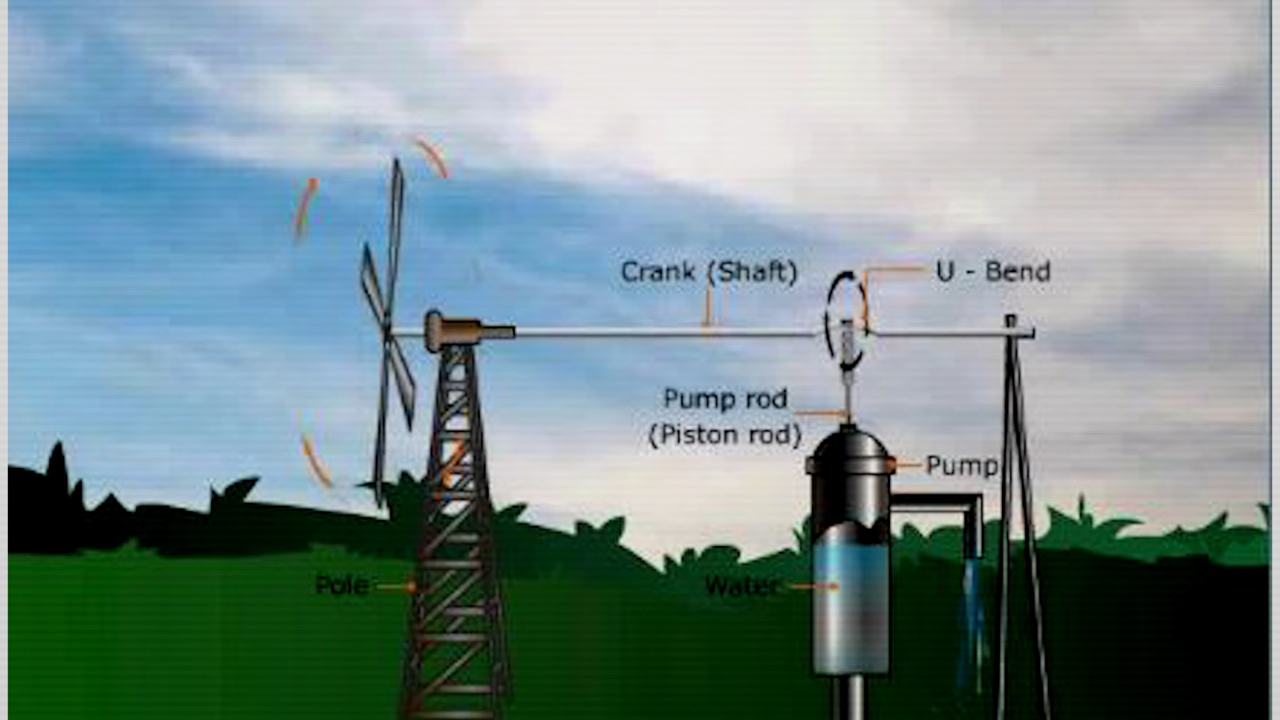 Crank (Shaft)
U - Bend
Pump rod
(Piston rod)
Pump
Pole
Water